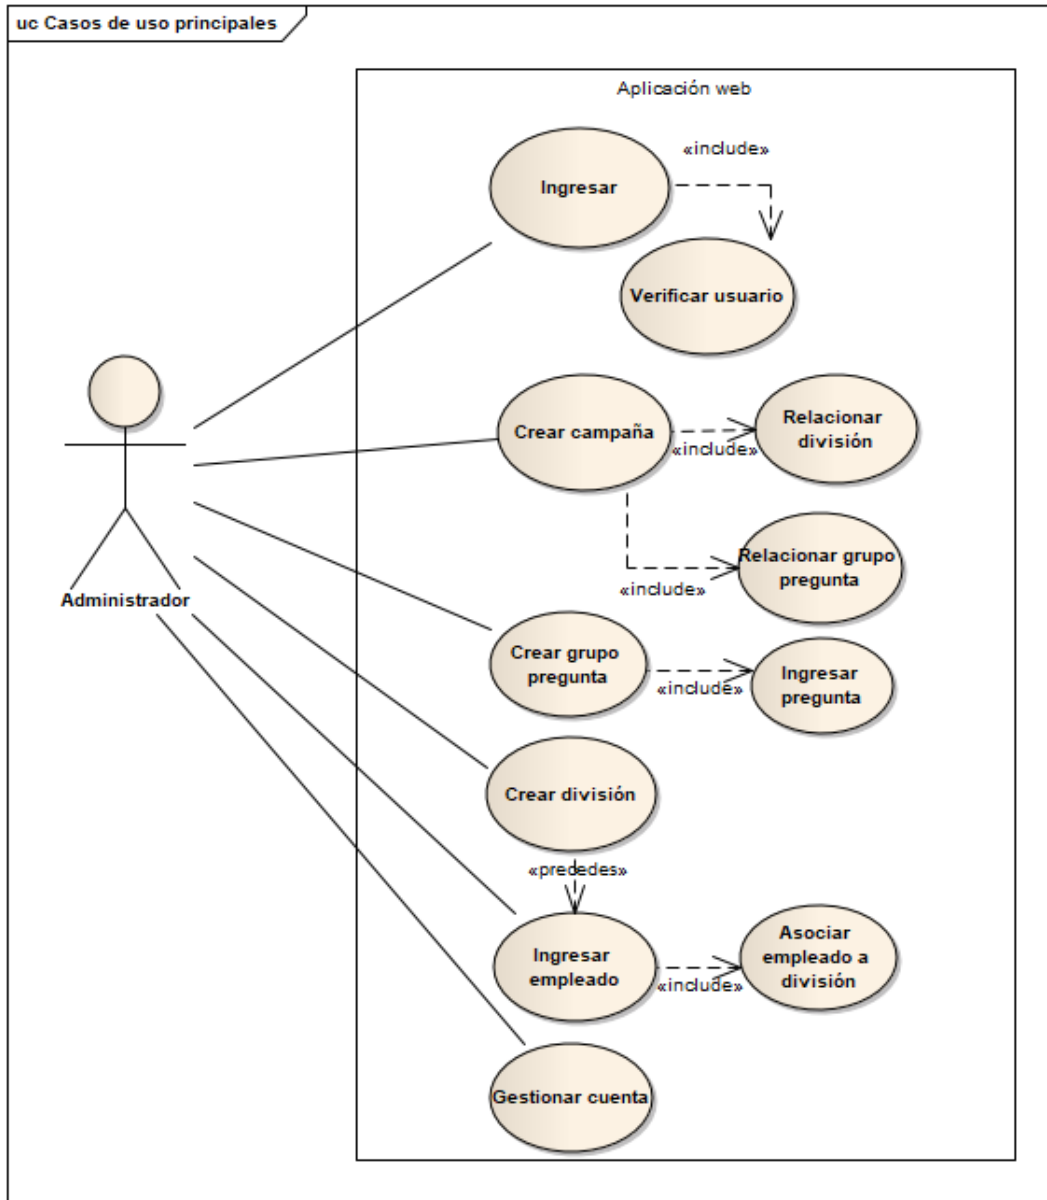 uc Casos de uso principales
Aplicación web
«include»
Ingresar
Verificar usuario
Crear campaña
«include»
Relacionar
división
«include»
Relacionar grupo
pregunta
Administrador
Crear grupo
pregunta
«include»
Ingresar
pregunta
Crear división
«precedes»
Ingresar
empleado
«include»
Asociar
empleado a
división
Gestionar cuenta